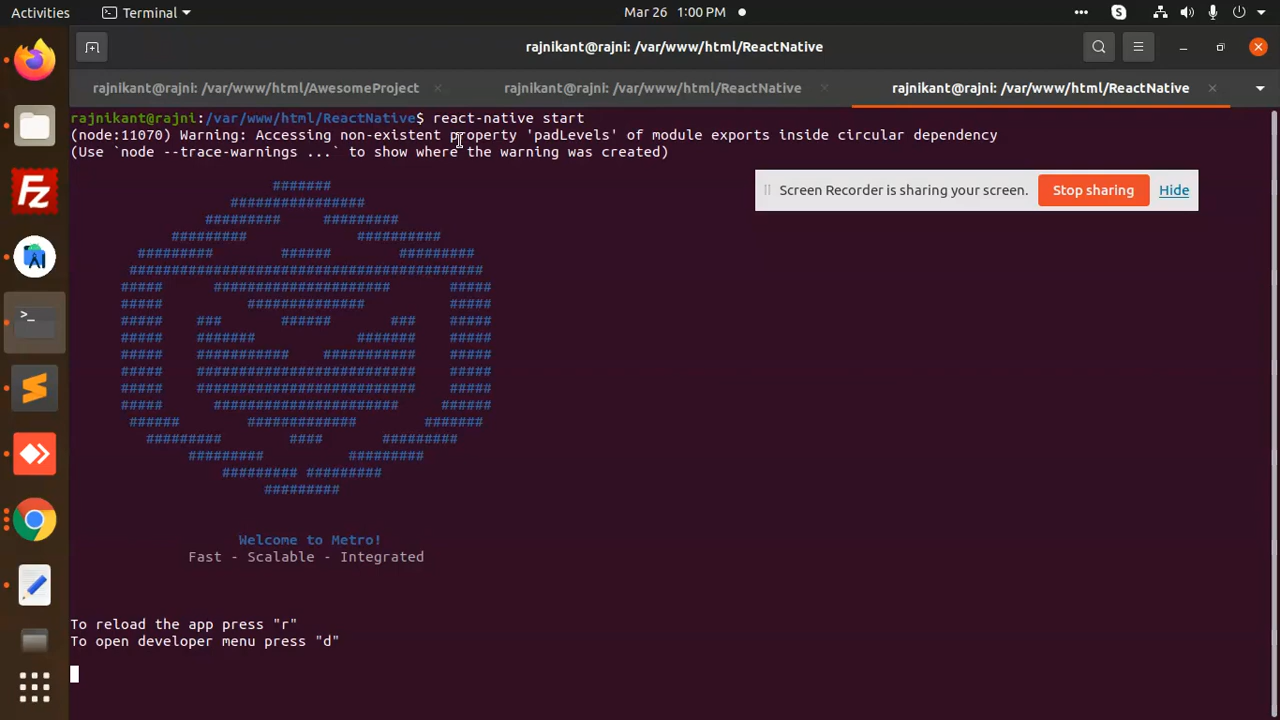 Activities Terminal Mar 26 1:00 PM
rajnikant@rajni: /var/www/html/ReactNative
rajnikant@rajni: /var/www/html/AwesomeProject rajnikant@rajni: /var/www/html/ReactNative rajnikant@rajni: /var/www/html/ReactNative
rajnikant@rajni:/var/www/html/ReactNative$ react-native start
(node:11070) Warning: Accessing non-existent property 'padLevels' of module exports inside circular dependency
(Use `node --trace-warnings ...` to show where the warning was created)
Screen Recorder is sharing your screen. Stop sharing Hide
Welcome to Metro!
Fast - Scalable - Integrated
To reload the app press "r"
To open developer menu press "d"